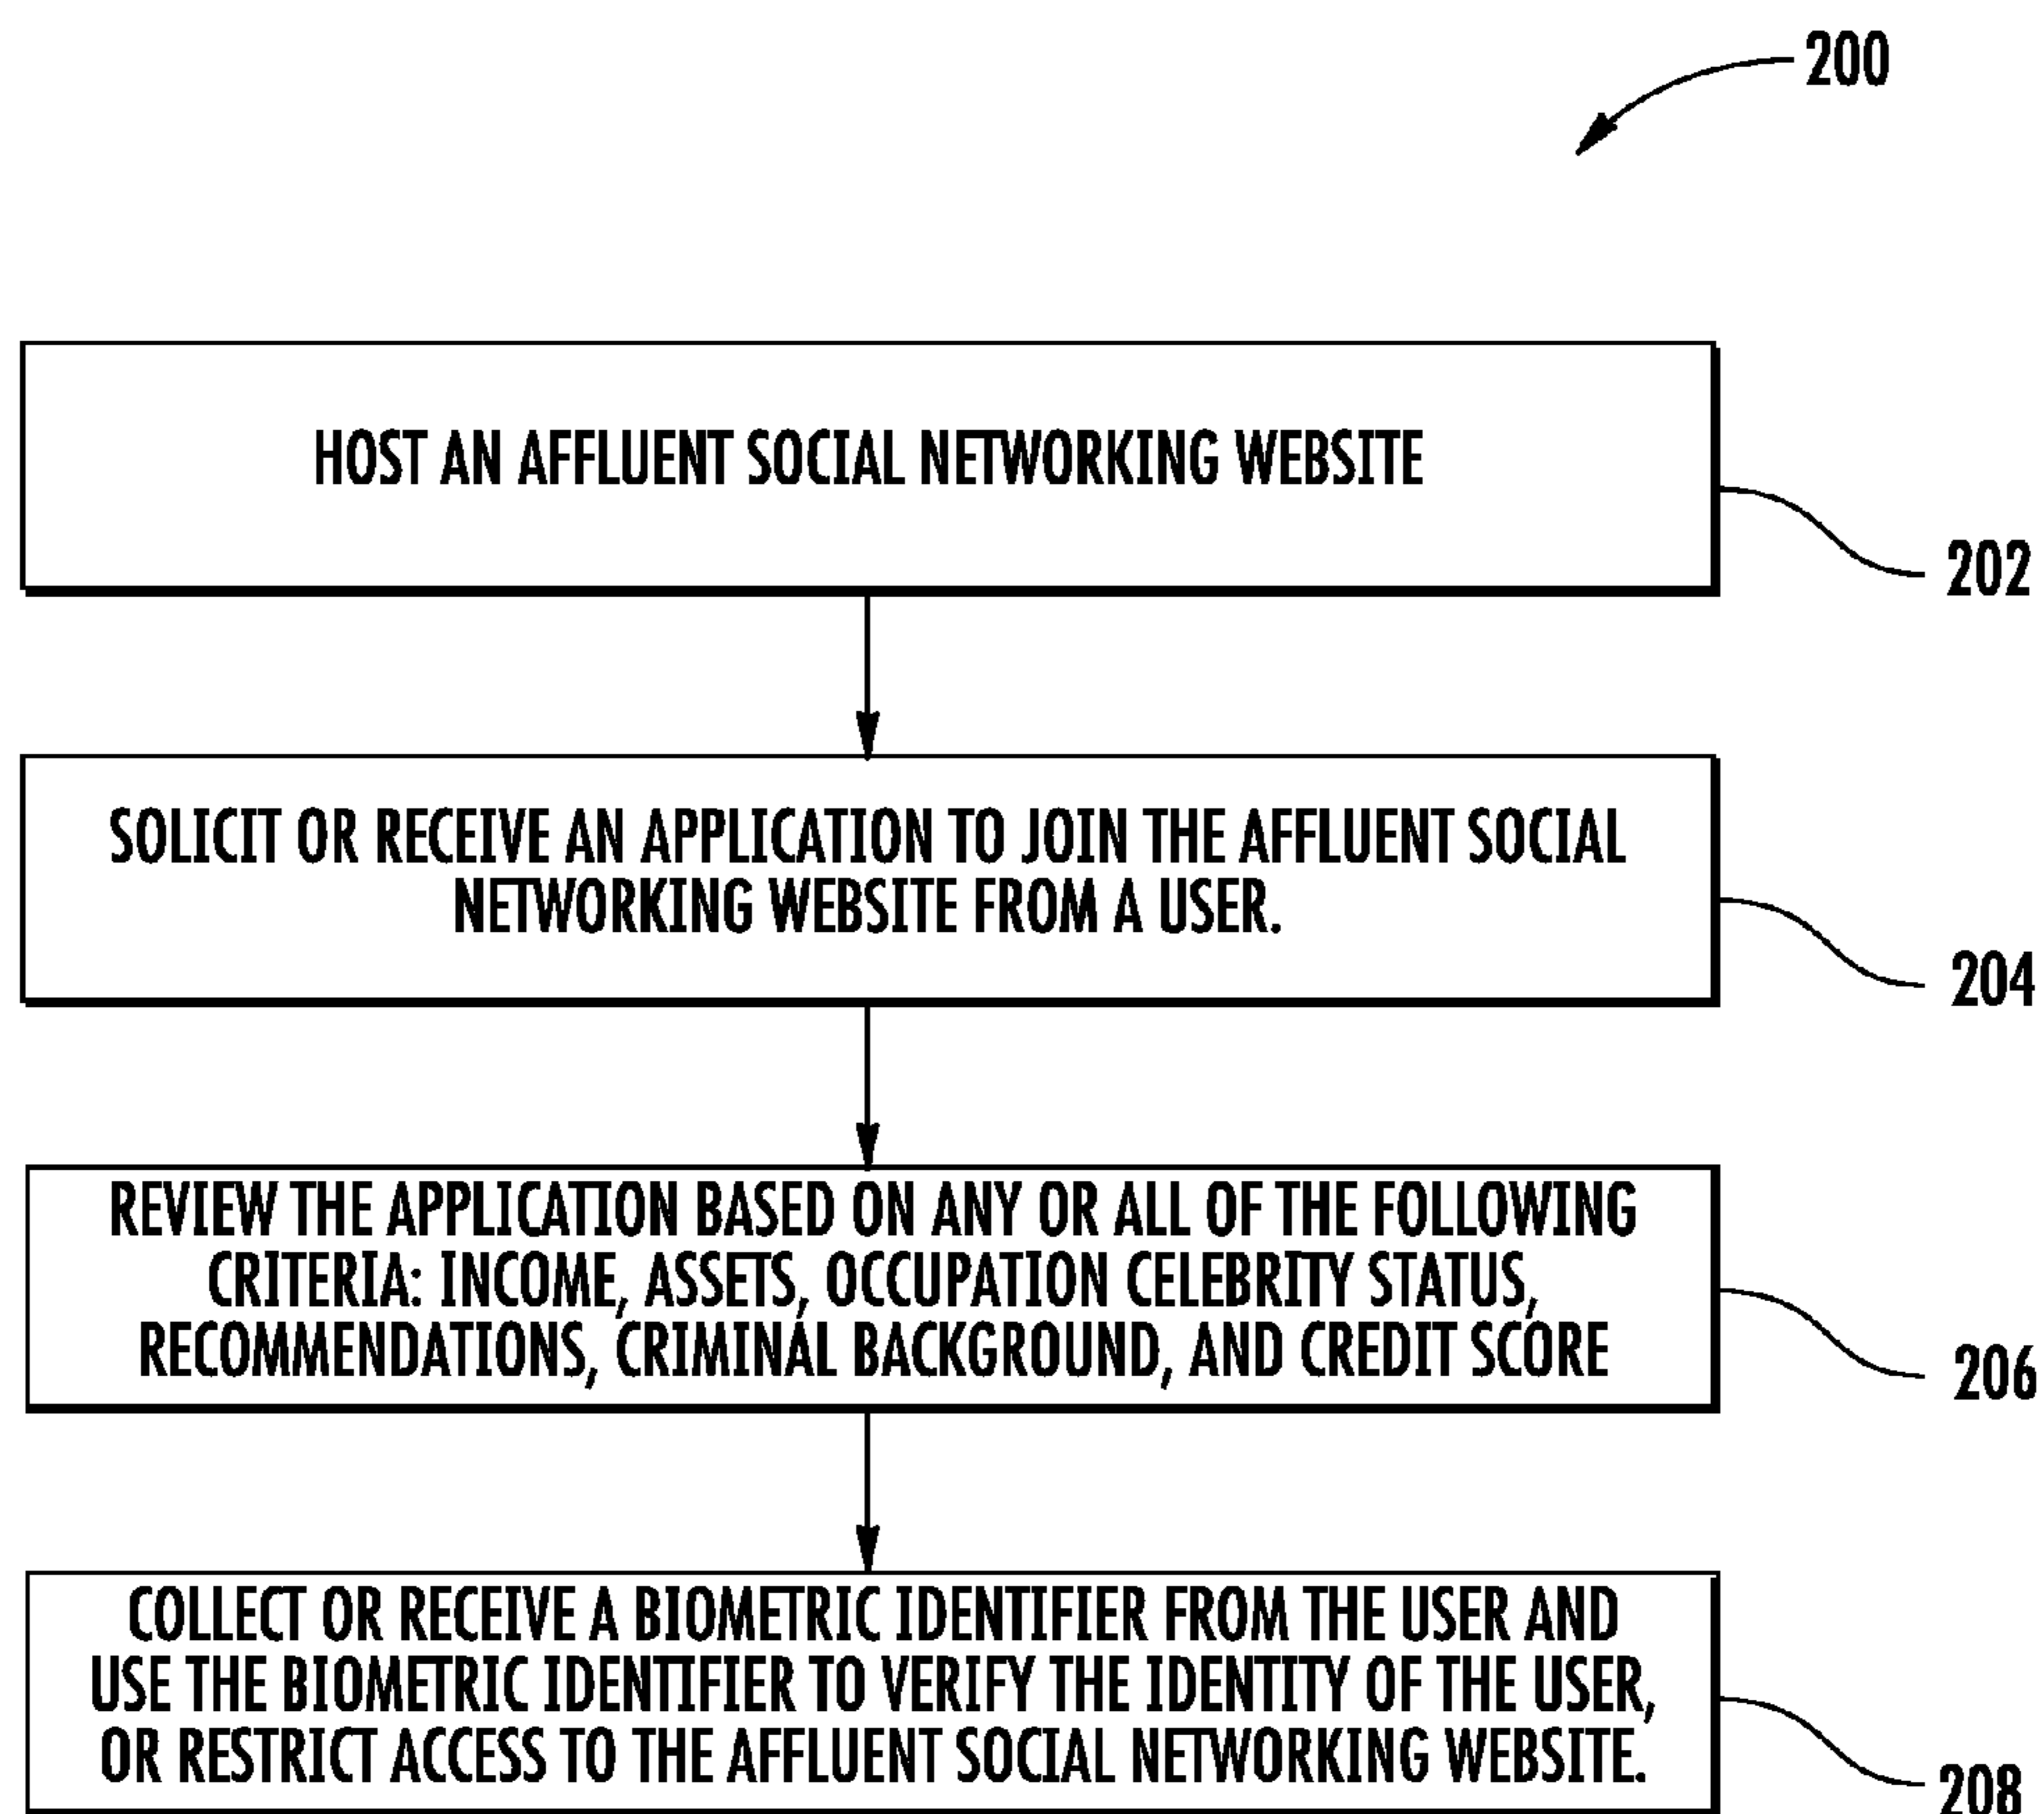 200
HOST AN AFFLUENT SOCIAL NETWORKING WEBSITE
202
SOLICIT OR RECEIVE AN APPLICATION TO JOIN THE AFFLUENT SOCIAL
NETWORKING WEBSITE FROM A USER.
204
REVIEW THE APPLICATION BASED ON ANY OR ALL OF THE FOLLOWING
CRITERIA: INCOME, ASSETS, OCCUPATION CELEBRITY STATUS,
RECOMMENDATIONS, CRIMINAL BACKGROUND, AND CREDIT SCORE
206
COLLECT OR RECEIVE A BIOMETRIC IDENTIFIER FROM THE USER AND
USE THE BIOMETRIC IDENTIFIER TO VERIFY THE IDENTITY OF THE USER,
OR RESTRICT ACCESS TO THE AFFLUENT SOCIAL NETWORKING WEBSITE.
208